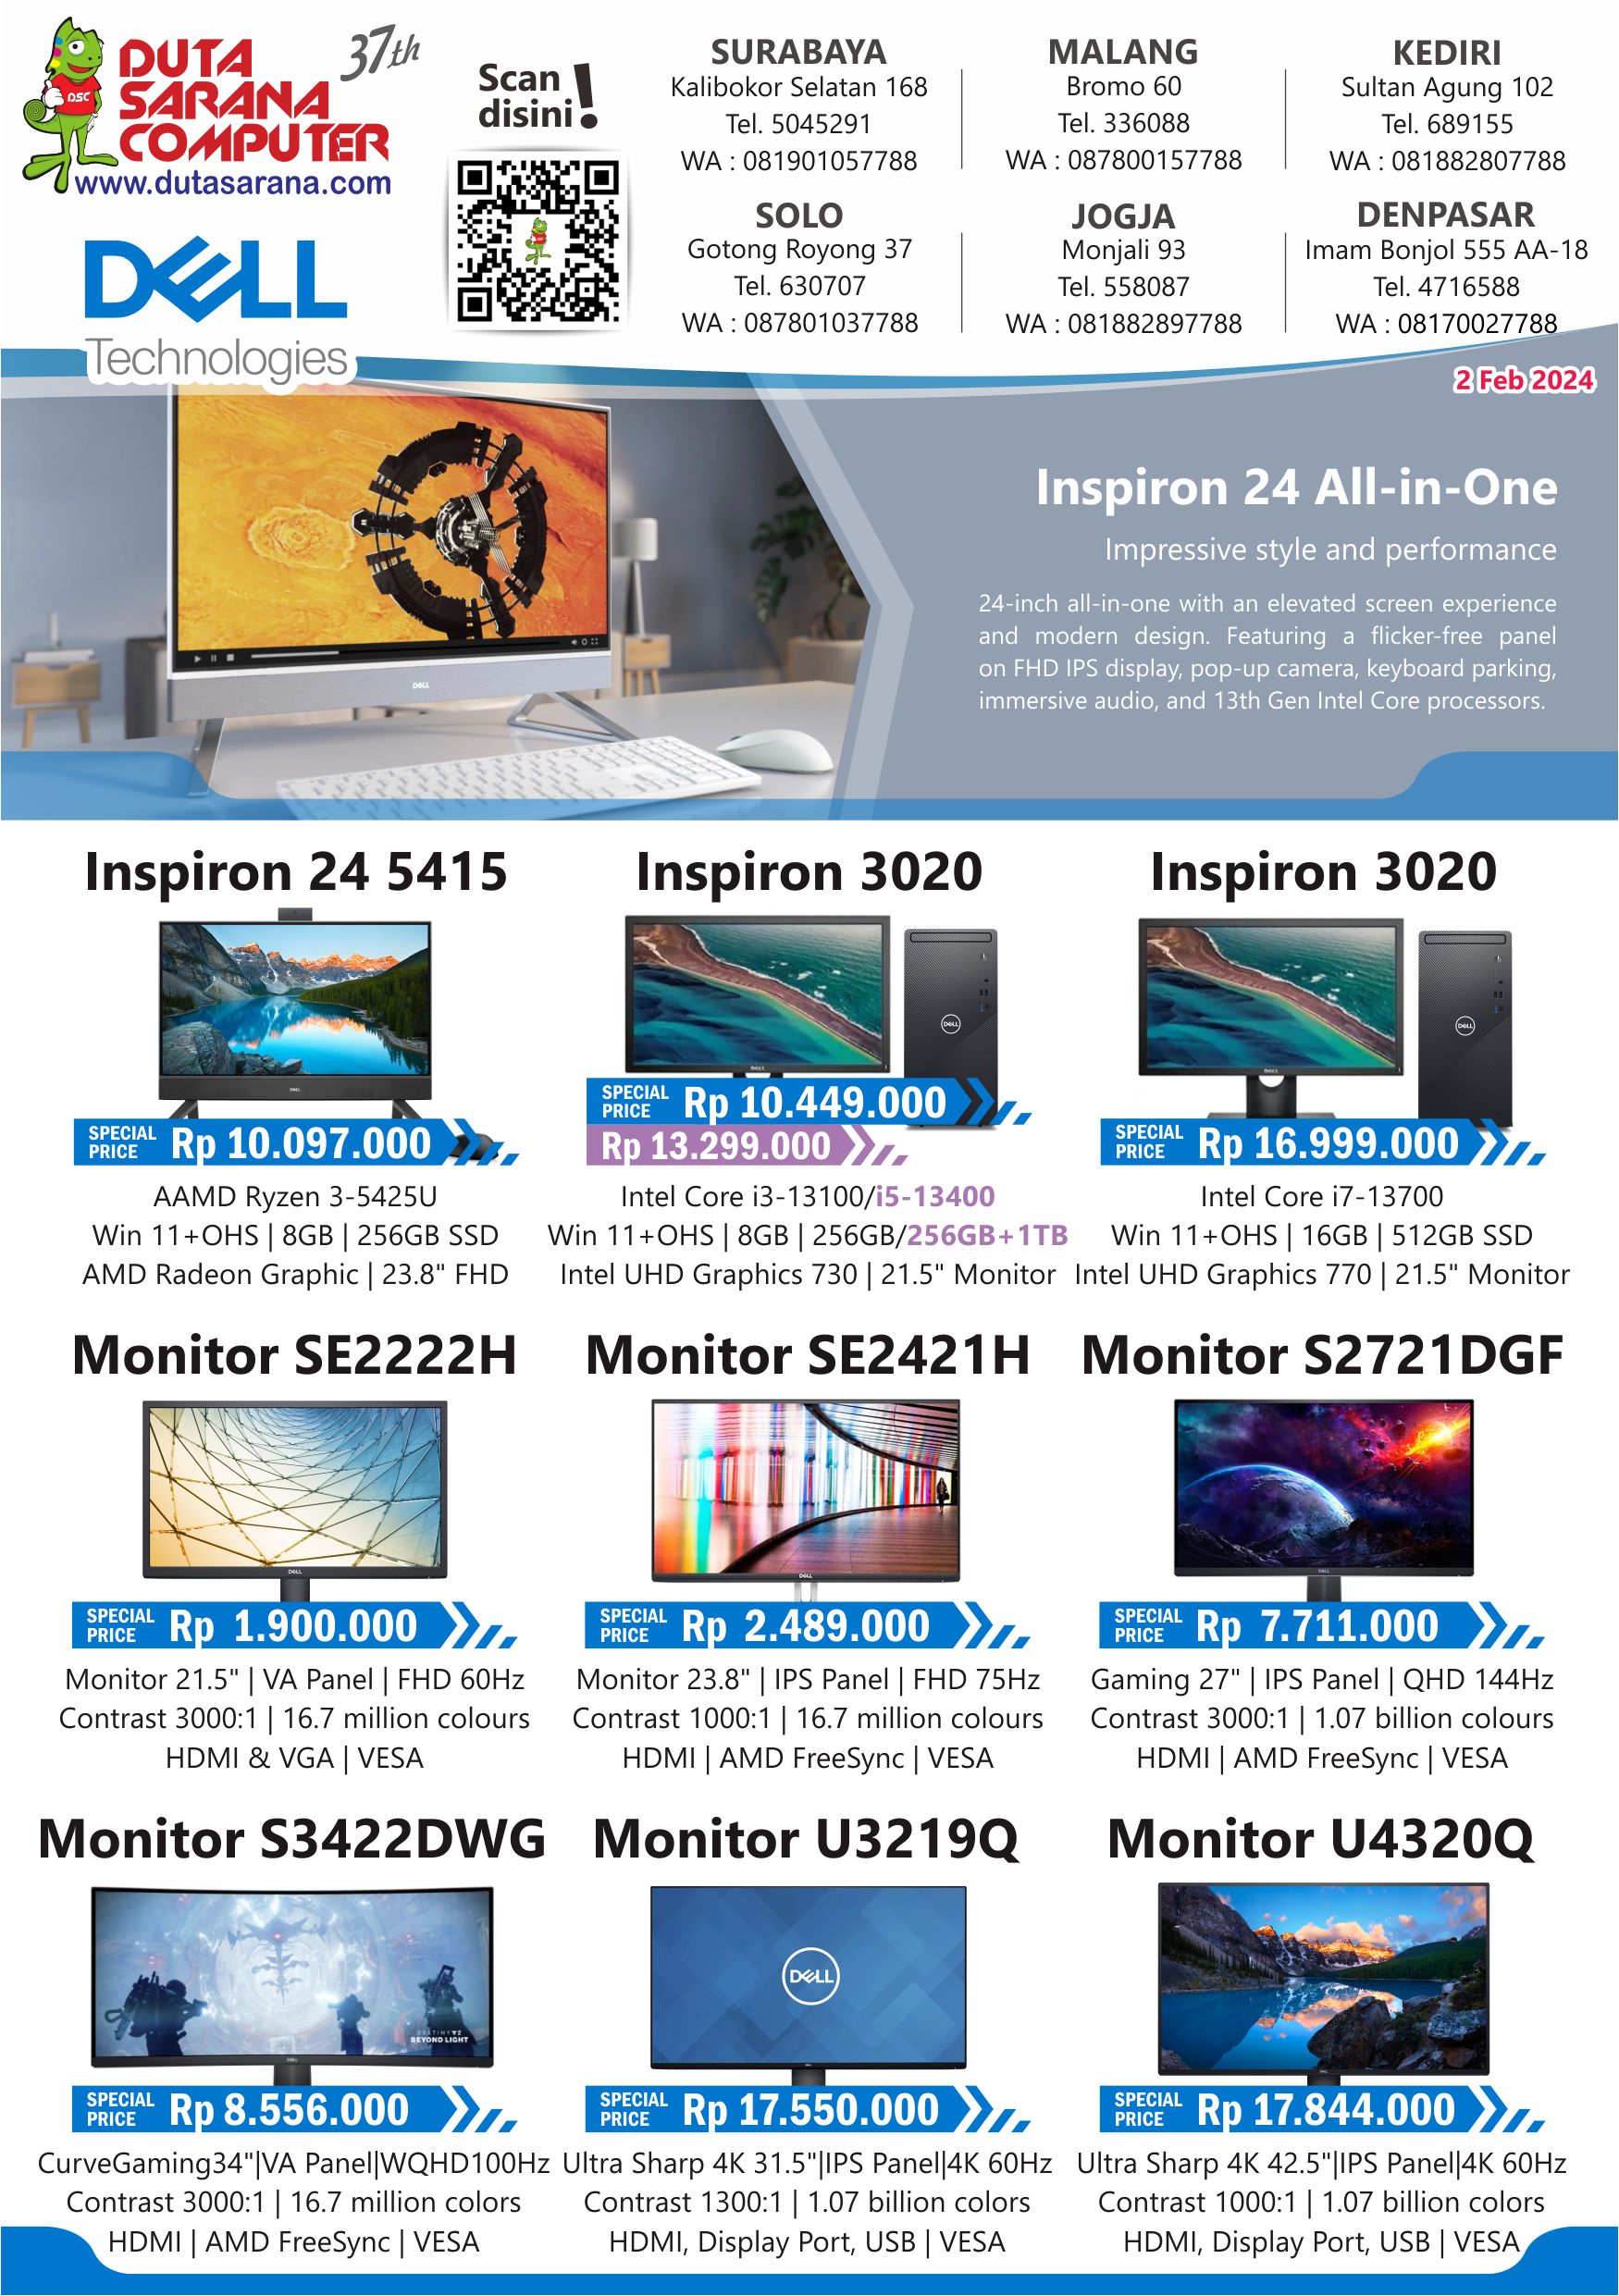 DUTA
SARANA
COMPUTER
37th
DSC
www.dutasarana.com
DELL
Technologies
Scan
disini!
SURABAYA
Kalibokor Selatan 168
Tel. 5045291
WA : 081901057788
MALANG
Bromo 60
Tel. 336088
WA : 087800157788
KEDIRI
Sultan Agung 102
Tel. 689155
WA : 081882807788
SOLO
Gotong Royong 37
Tel. 630707
WA : 087801037788
JOGJA
Monjali 93
Tel. 558087
WA : 081882897788
DENPASAR
Imam Bonjol 555 AA-18
Tel. 4716588
WA : 08170027788
2 Feb 2024
DELL
Inspiron 24 All-in-One
Impressive style and performance
24-inch all-in-one with an elevated screen experience
and modern design. Featuring a flicker-free panel
on FHD IPS display, pop-up camera, keyboard parking,
immersive audio, and 13th Gen Intel Core processors.
Inspiron 24 5415
DELL
SPECIAL
PRICE
Rp 10.097.000
AAMD Ryzen 3-5425U
Win 11+OHS | 8GB | 256GB SSD
AMD Radeon Graphic | 23.8" FHD
Inspiron 3020
DELL
DELL
SPECIAL
PRICE
Rp 10.449.000
Rp 13.299.000
Intel Core i3-13100/i5-13400
Win 11+OHS | 8GB | 256GB/256GB+1TB
Intel UHD Graphics 730 | 21.5" Monitor
Inspiron 3020
DELL
DELL
SPECIAL
PRICE
Rp 16.999.000
Intel Core i7-13700
Win 11+OHS | 16GB | 512GB SSD
Intel UHD Graphics 770 | 21.5" Monitor
Monitor SE2222H
DELL
SPECIAL
PRICE
Rp 1.900.000
Monitor 21.5" | VA Panel | FHD 60Hz
Contrast 3000:1 | 16.7 million colours
HDMI & VGA | VESA
Monitor SE2421H
DELL
SPECIAL
PRICE
Rp 2.489.000
Monitor 23.8" | IPS Panel | FHD 75Hz
Contrast 1000:1 | 16.7 million colours
HDMI | AMD FreeSync | VESA
Monitor S2721DGF
DELL
SPECIAL
PRICE
Rp 7.711.000
Gaming 27" | IPS Panel | QHD 144Hz
Contrast 3000:1 | 1.07 billion colours
HDMI | AMD FreeSync | VESA
Monitor S3422DWG
DESTINY 2
BEYOND LIGHT
DELL
SPECIAL
PRICE
Rp 8.556.000
CurveGaming34"|VA Panel|WQHD100Hz
Contrast 3000:1 | 16.7 million colors
HDMI | AMD FreeSync | VESA
Monitor U3219Q
DELL
SPECIAL
PRICE
Rp 17.550.000
Ultra Sharp 4K 31.5"|IPS Panel|4K 60Hz
Contrast 1300:1 | 1.07 billion colors
HDMI, Display Port, USB | VESA
Monitor U4320Q
SPECIAL
PRICE
Rp 17.844.000
Ultra Sharp 4K 42.5"|IPS Panel|4K 60Hz
Contrast 1000:1 | 1.07 billion colors
HDMI, Display Port, USB | VESA